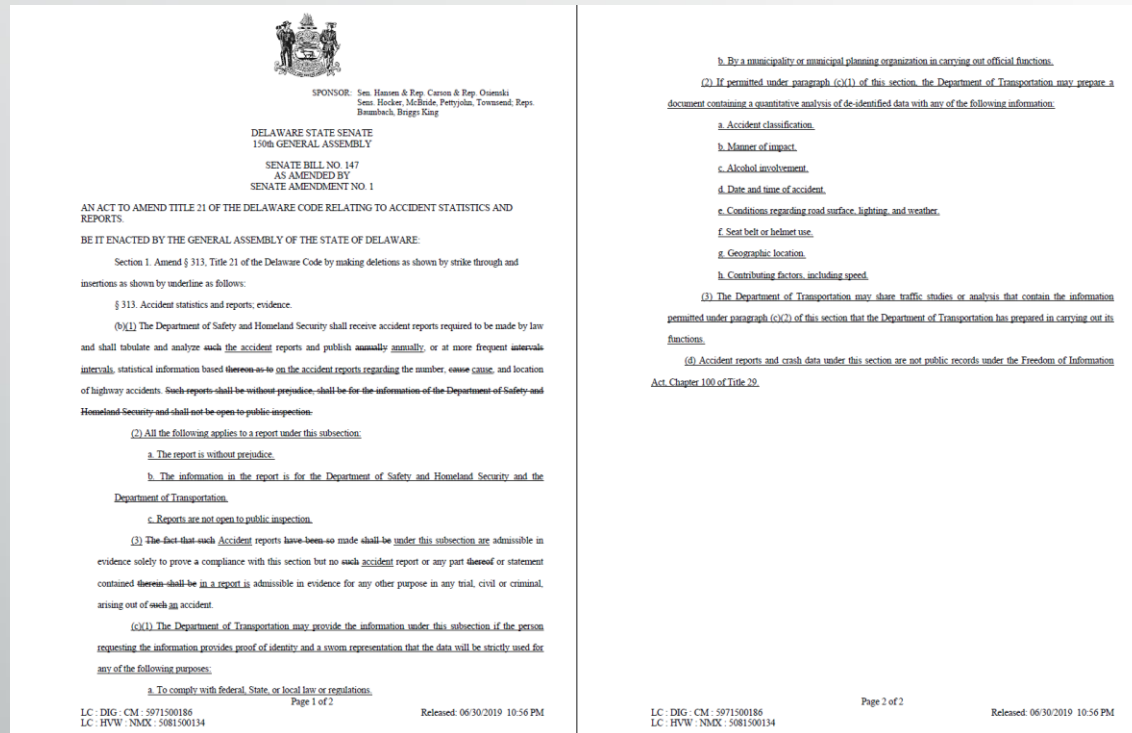 SPONSOR: Sen. Hansen & Rep. Carson & Rep. Osienski
Sens. Hocker, McBride, Pettyjohn, Townsend; Reps.
Baumbach, Briggs King
DELAWARE STATE SENATE
150th GENERAL ASSEMBLY
SENATE BILL NO. 147
AS AMENDED BY
SENATE AMENDMENT NO. 1
AN ACT TO AMEND TITLE 21 OF THE DELAWARE CODE RELATING TO ACCIDENT STATISTICS AND
REPORTS.
BE IT ENACTED BY THE GENERAL ASSEMBLY OF THE STATE OF DELAWARE:
Section 1. Amend § 313, Title 21 of the Delaware Code by making deletions as shown by strike through and
insertions as shown by underline as follows:
§ 313. Accident statistics and reports; evidence.
(b)(1) The Department of Safety and Homeland Security shall receive accident reports required to be made by law
and shall tabulate and analyze such the accident reports and publish annually annually, or at more frequent intervals
intervals, statistical information based thereon as to on the accident reports regarding the number, cause cause, and location
of highway accidents. Such reports shall be without prejudice, shall be for the information of the Department of Safety and
Homeland Security and shall not be open to public inspection.
(2) All the following applies to a report under this subsection:
a. The report is without prejudice.
b. The information in the report is for the Department of Safety and Homeland Security and the
Department of Transportation.
c. Reports are not open to public inspection.
(3) The fact that such Accident reports have been so made shall be under this subsection are admissible in
evidence solely to prove a compliance with this section but no such accident report or any part thereof or statement
contained therein shall be in a report is admissible in evidence for any other purpose in any trial, civil or criminal,
arising out of such an accident.
(c)(1) The Department of Transportation may provide the information under this subsection if the person
requesting the information provides proof of identity and a sworn representation that the data will be strictly used for
any of the following purposes:
a. To comply with federal, State, or local law or regulations.
Page 1 of 2
LC : DIG : CM : 5971500186
LC : HVW : NMX : 5081500134
Released: 06/30/2019 10:56 PM
b. By a municipality or municipal planning organization in carrying out official functions.
(2) If permitted under paragraph (c)(1) of this section, the Department of Transportation may prepare a
document containing a quantitative analysis of de-identified data with any of the following information:
a. Accident classification.
b. Manner of impact.
c. Alcohol involvement.
d. Date and time of accident.
e. Conditions regarding road surface, lighting, and weather.
f. Seat belt or helmet use.
g. Geographic location.
h. Contributing factors, including speed.
(3) The Department of Transportation may share traffic studies or analysis that contain the information
permitted under paragraph (c)(2) of this section that the Department of Transportation has prepared in carrying out its
functions.
(d) Accident reports and crash data under this section are not public records under the Freedom of Information
Act, Chapter 100 of Title 29.
Page 2 of 2
LC : DIG : CM : 5971500186
LC : HVW : NMX : 5081500134
Released: 06/30/2019 10:56 PM